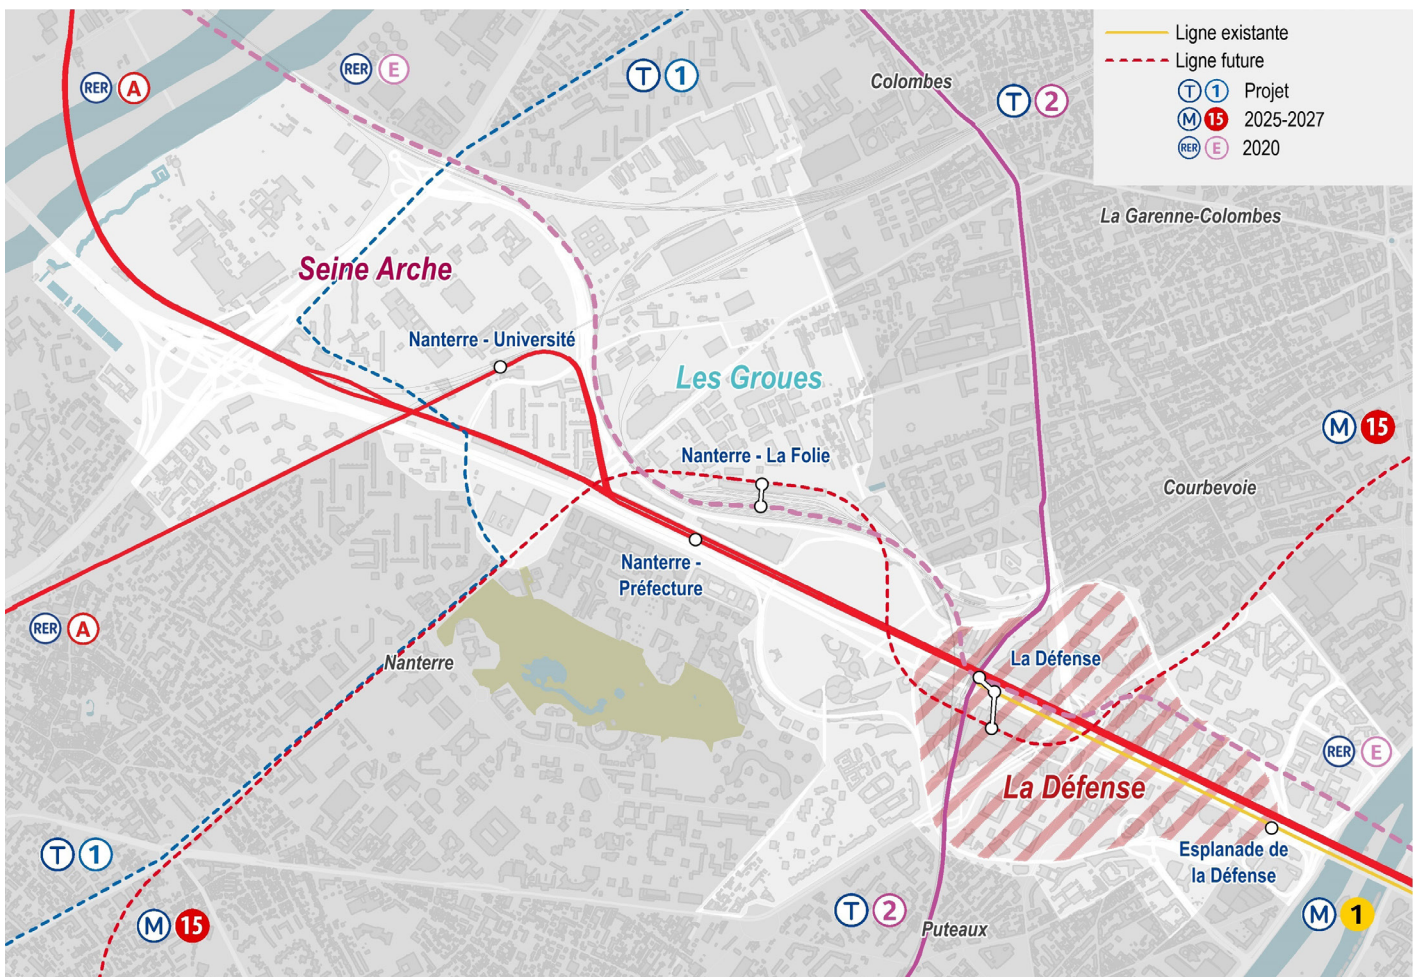 Ligne existante
Ligne future
T 1 Projet
M 15 2025-2027
RER E 2020
RER E
T 1
Colombes
T 2
RER A
La Garenne-Colombes
Seine Arche
Nanterre - Université
Les Groues
M 15
Nanterre - La Folie
Courbevoie
Nanterre -
Préfecture
RER A
Nanterre
La Défense
RER E
La Défense
Esplanade de
la Défense
T 1
M 15
T 2
Puteaux
M 1